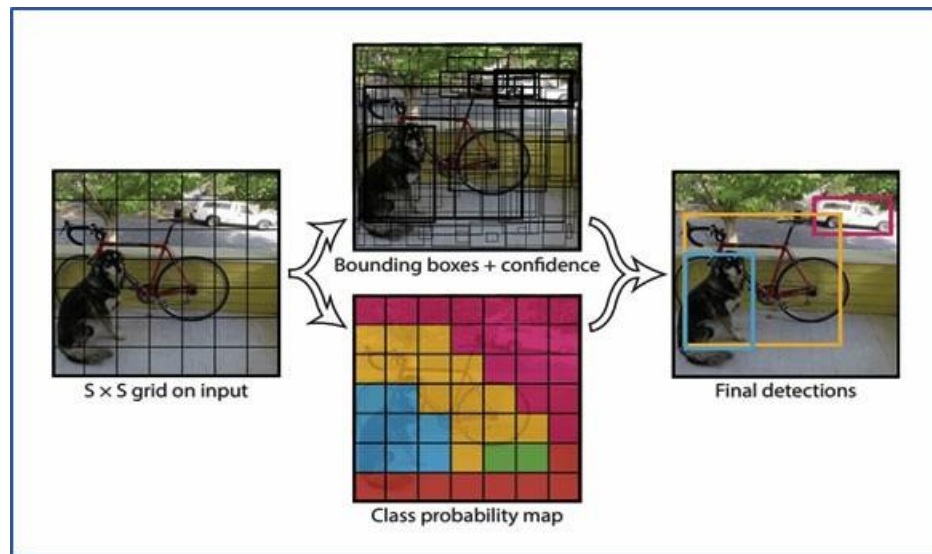 Bounding boxes + confidence
S × S grid on input
Final detections
Class probability map